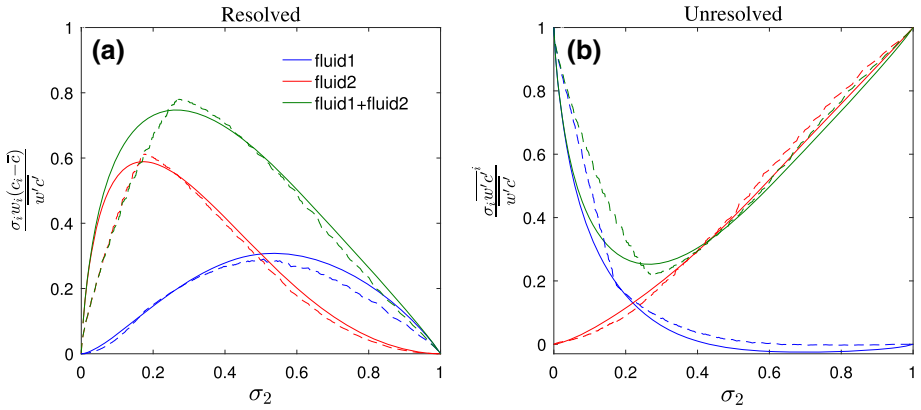 Resolved
(a)
fluid1
fluid2
fluid1+fluid2
1
0.8
0.6
0.4
0.2
0
0 0.2 0.4 0.6 0.8 1
σ₂
σᵢwᵢ(cᵢ−c̅)
w′c′
Unresolved
(b)
1
0.8
0.6
0.4
0.2
0
0 0.2 0.4 0.6 0.8 1
σ₂
σᵢw′c′ⁱ
w′c′